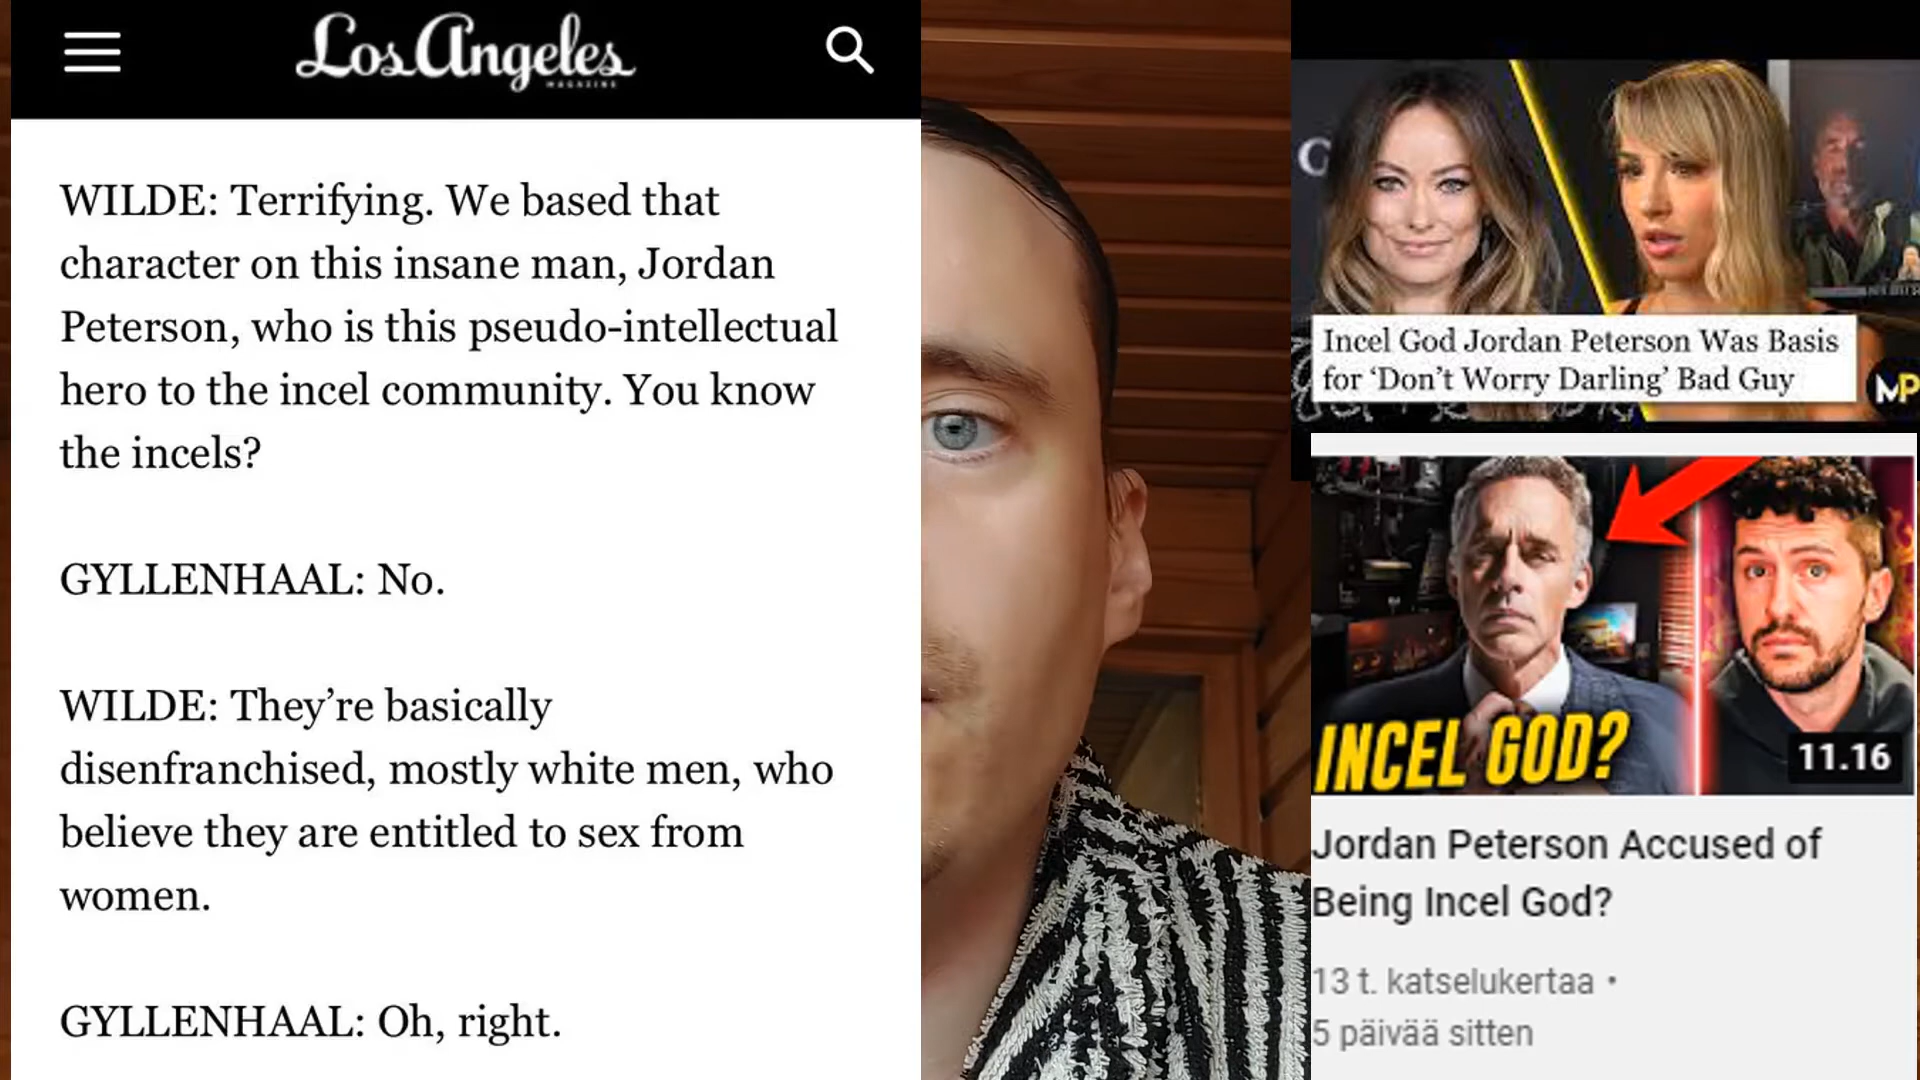 Los Angeles
MAGAZINE
WILDE: Terrifying. We based that
character on this insane man, Jordan
Peterson, who is this pseudo-intellectual
hero to the incel community. You know
the incels?
GYLLENHAAL: No.
WILDE: They’re basically
disenfranchised, mostly white men, who
believe they are entitled to sex from
women.
GYLLENHAAL: Oh, right.
G
Incel God Jordan Peterson Was Basis
for ‘Don’t Worry Darling’ Bad Guy
MP
INCEL GOD?
11.16
Jordan Peterson Accused of
Being Incel God?
13 t. katselukertaa •
5 päivää sitten